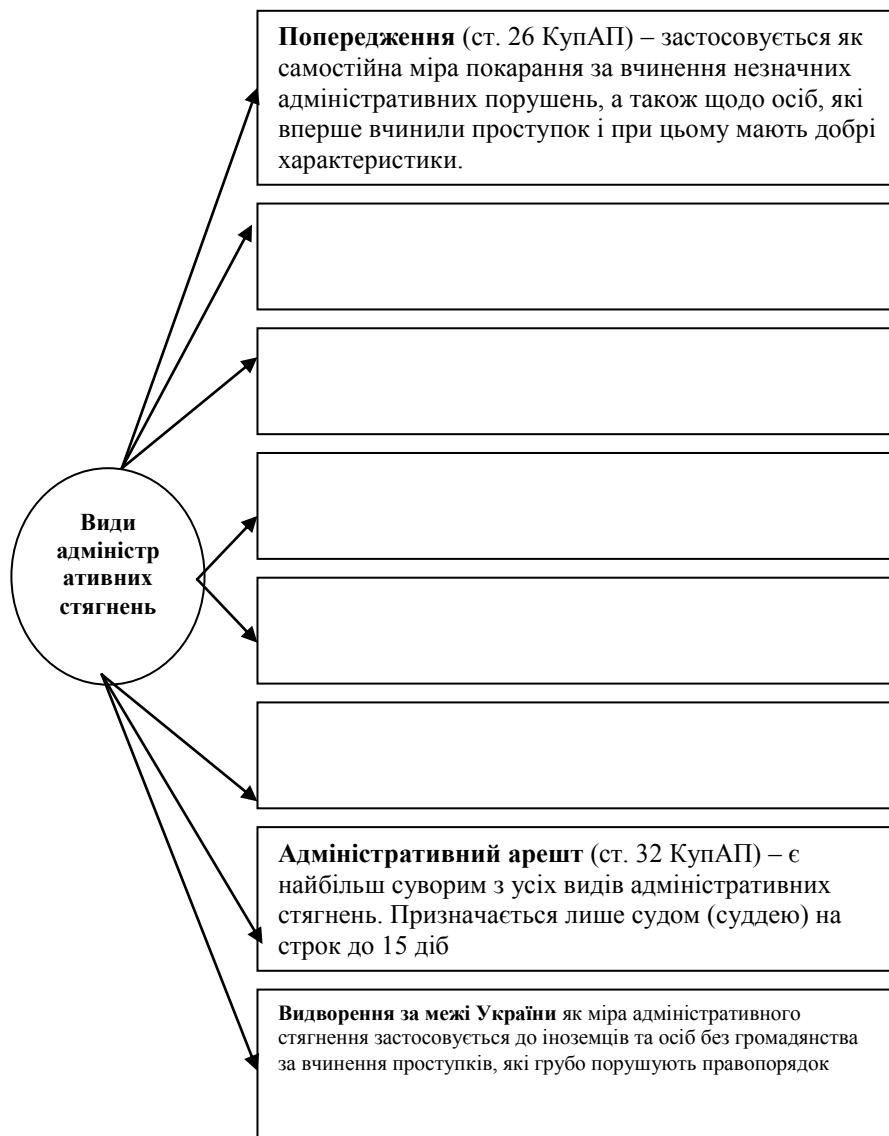 Попередження (ст. 26 КупАП) – застосовується як
самостійна міра покарання за вчинення незначних
адміністративних порушень, а також щодо осіб, які
вперше вчинили проступок і при цьому мають добрі
характеристики.
Види
адміністр
ативних
стягнень
Адміністративний арешт (ст. 32 КупАП) – є
найбільш суворим з усіх видів адміністративних
стягнень. Призначається лише судом (суддею) на
строк до 15 діб
Видворення за межі України як міра адміністративного
стягнення застосовується до іноземців та осіб без громадянства
за вчинення проступків, які грубо порушують правопорядок